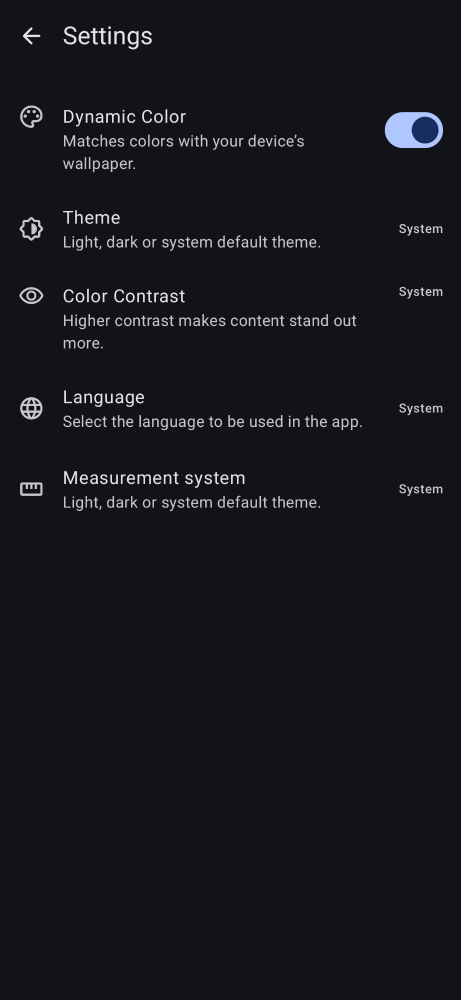 Settings
Dynamic Color
Matches colors with your device’s
wallpaper.
Theme
Light, dark or system default theme.
System
Color Contrast
Higher contrast makes content stand out
more.
System
Language
Select the language to be used in the app.
System
Measurement system
Light, dark or system default theme.
System